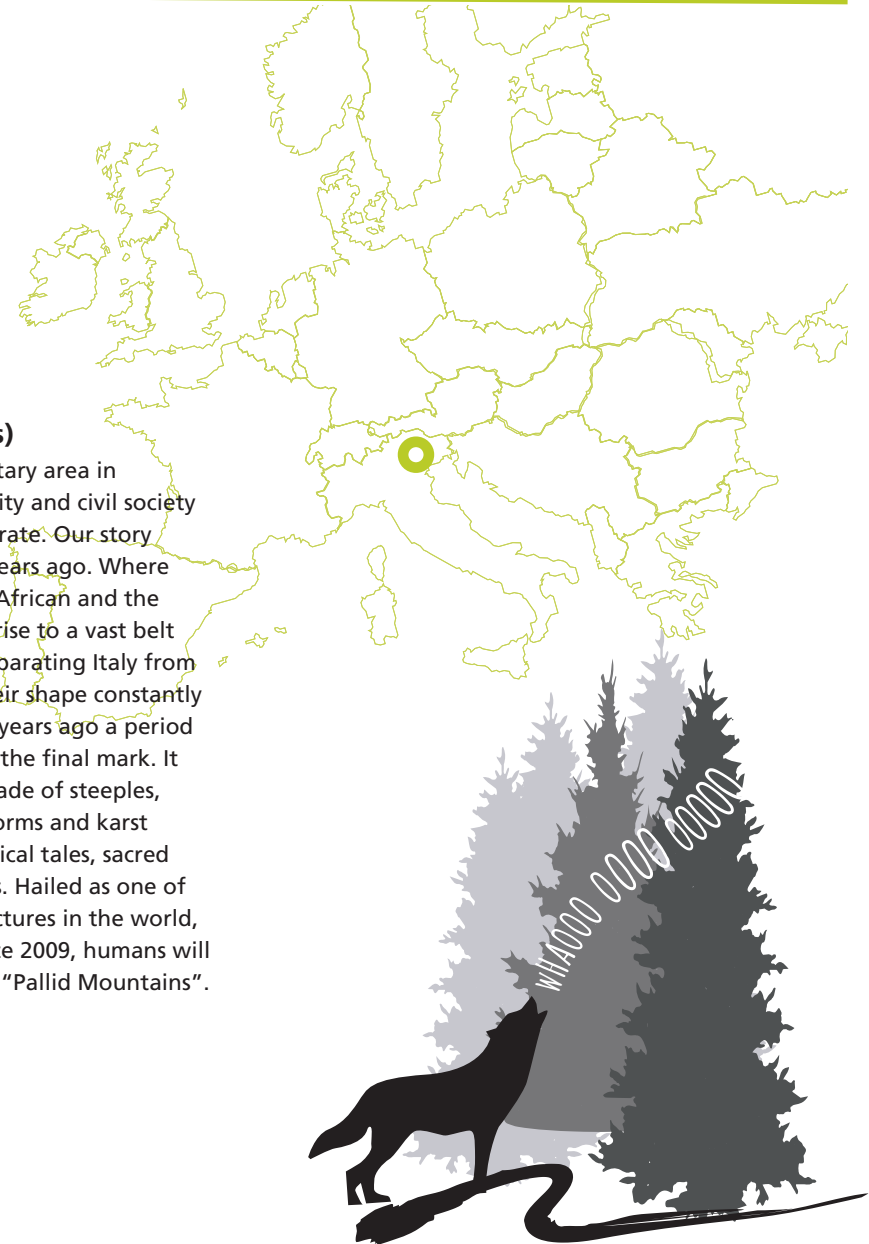 s)
tary area in
ity and civil society
rate. Our story
ears ago. Where
African and the
rise to a vast belt
parating Italy from
eir shape constantly
years ago a period
the final mark. It
ade of steeples,
orms and karst
ical tales, sacred
s. Hailed as one of
ctures in the world,
ce 2009, humans will
“Pallid Mountains”.
WHAOOO OOOO OOOOO